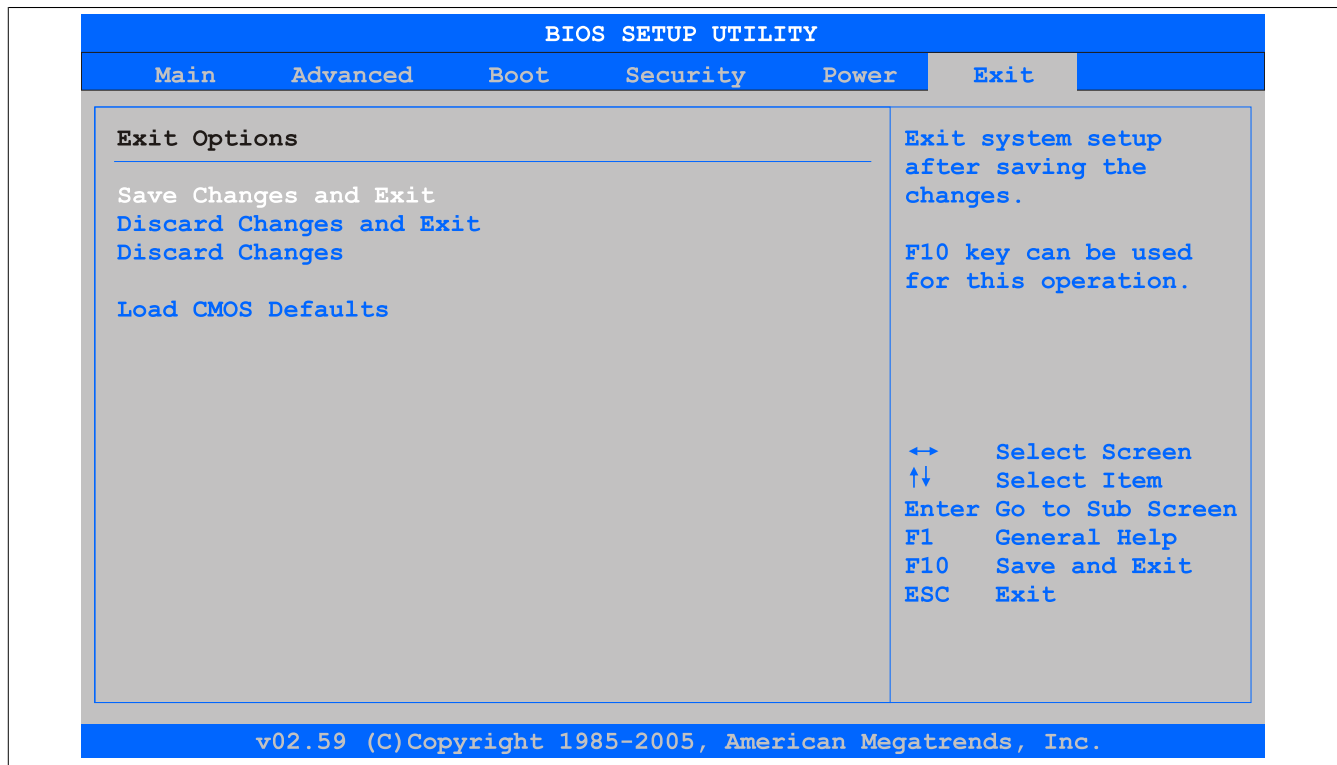 BIOS SETUP UTILITY
Main Advanced Boot Security Power Exit
Exit Options
Save Changes and Exit
Discard Changes and Exit
Discard Changes
Load CMOS Defaults
Exit system setup
after saving the
changes.
F10 key can be used
for this operation.
↔ Select Screen
↑↓ Select Item
Enter Go to Sub Screen
F1 General Help
F10 Save and Exit
ESC Exit
v02.59 (C)Copyright 1985-2005, American Megatrends, Inc.